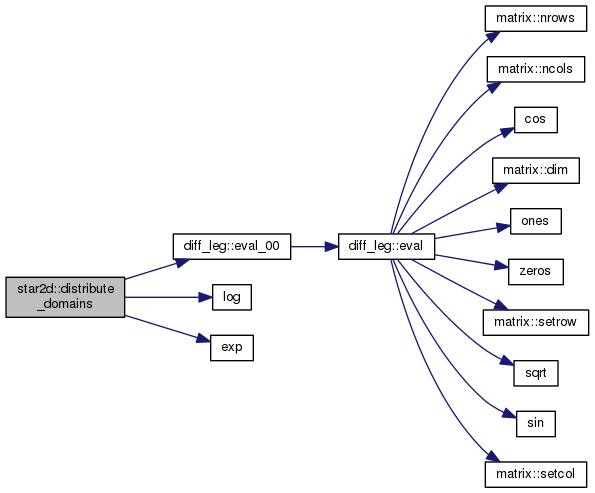 matrix::nrows
matrix::ncols
cos
matrix::dim
ones
diff_leg::eval_00
diff_leg::eval
zeros
star2d::distribute
_domains
log
matrix::setrow
exp
sqrt
sin
matrix::setcol